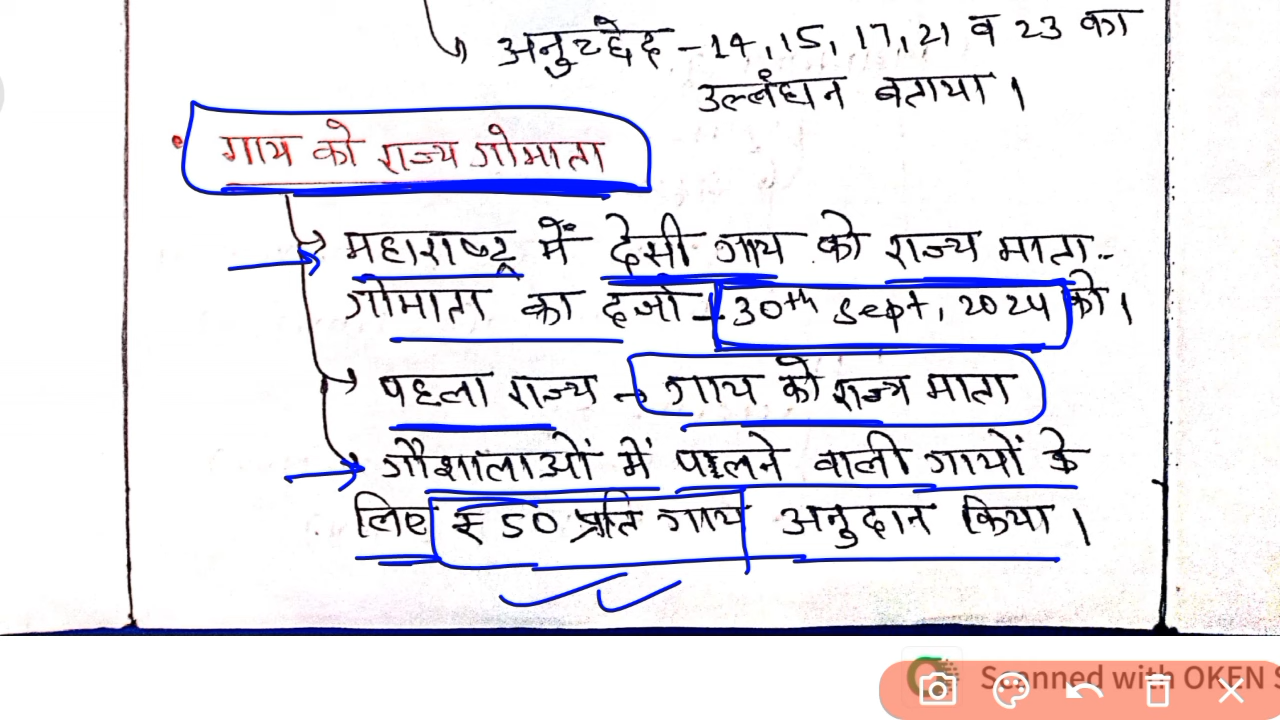 अनुच्छेद - 14, 15, 17, 21 व 23 का
उल्लंघन बताया।
• गाय को राज्य गोमाता
महाराष्ट्र में देसी गाय को राज्य माता-
गोमाता का दर्जा - 30th Sept, 2024 को।
पहला राज्य → गाय को राज्य माता
गौशालाओं में पालने वाली गायों के
लिए ₹ 50 प्रति गाय अनुदान किया।
Scanned with OKEN S